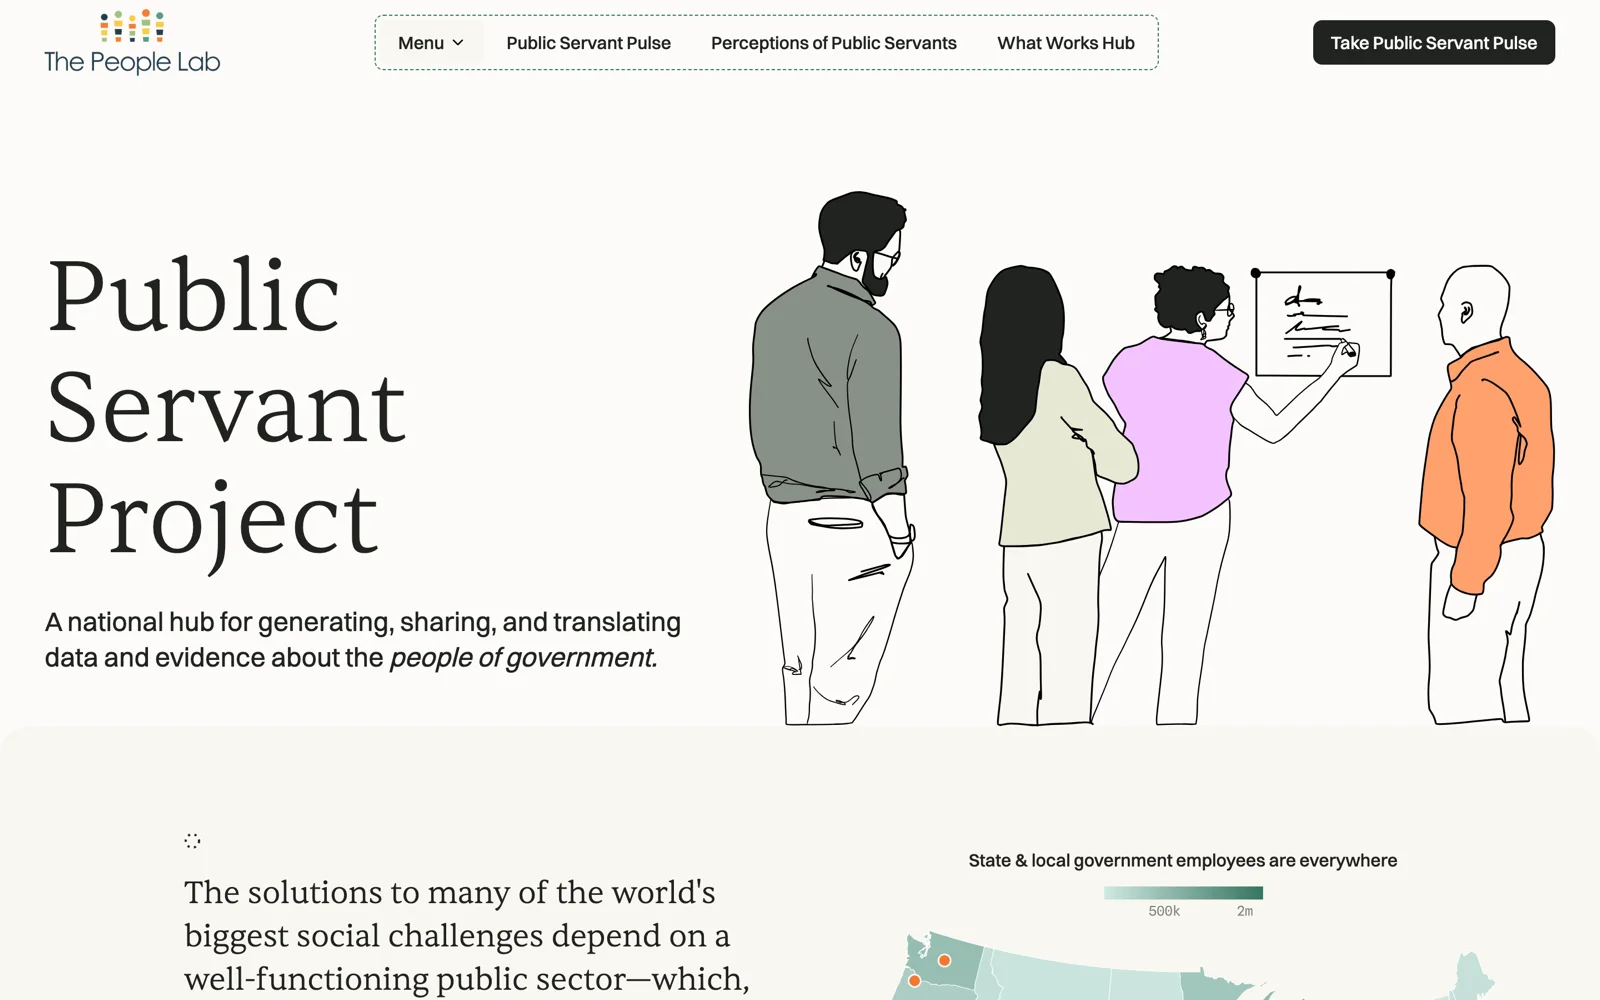 The People Lab
Menu
Public Servant Pulse
Perceptions of Public Servants
What Works Hub
Take Public Servant Pulse
Public
Servant
Project
A national hub for generating, sharing, and translating
data and evidence about the people of government.
The solutions to many of the world's
biggest social challenges depend on a
well-functioning public sector—which,
State & local government employees are everywhere
500k
2m